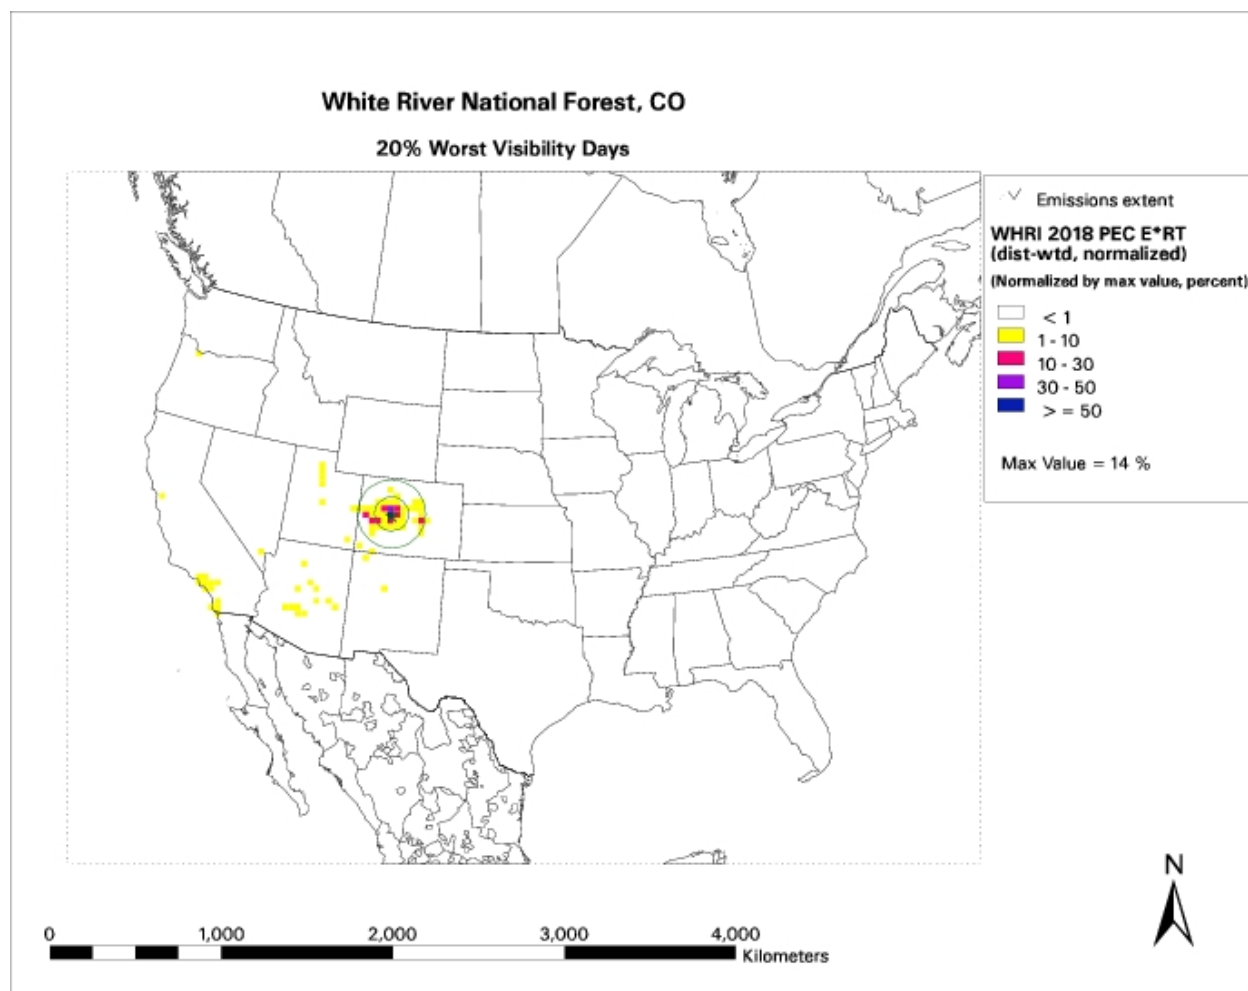 White River National Forest, CO
20% Worst Visibility Days
Emissions extent
WHRI 2018 PEC E*RT
(dist-wtd, normalized)
(Normalized by max value, percent)
< 1
1 - 10
10 - 30
30 - 50
> = 50
Max Value = 14 %
N
0 1,000 2,000 3,000 4,000
Kilometers